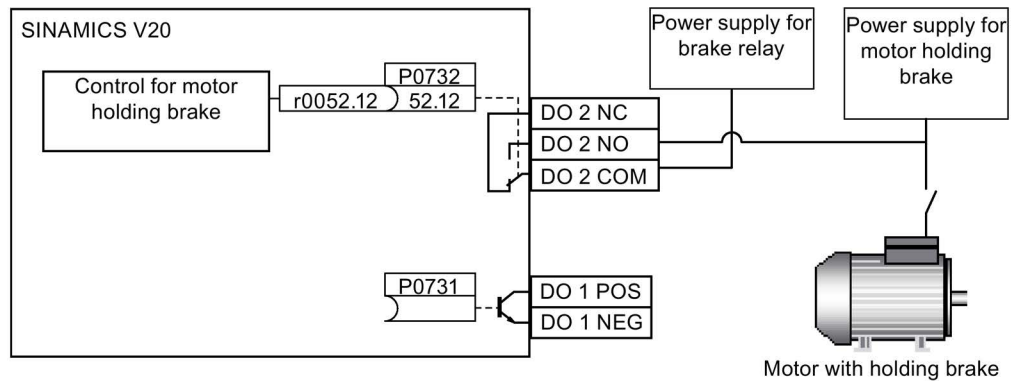 SINAMICS V20
Control for motor
holding brake
r0052.12
P0732
52.12
DO 2 NC
DO 2 NO
DO 2 COM
Power supply for
brake relay
Power supply for
motor holding
brake
P0731
DO 1 POS
DO 1 NEG
Motor with holding brake